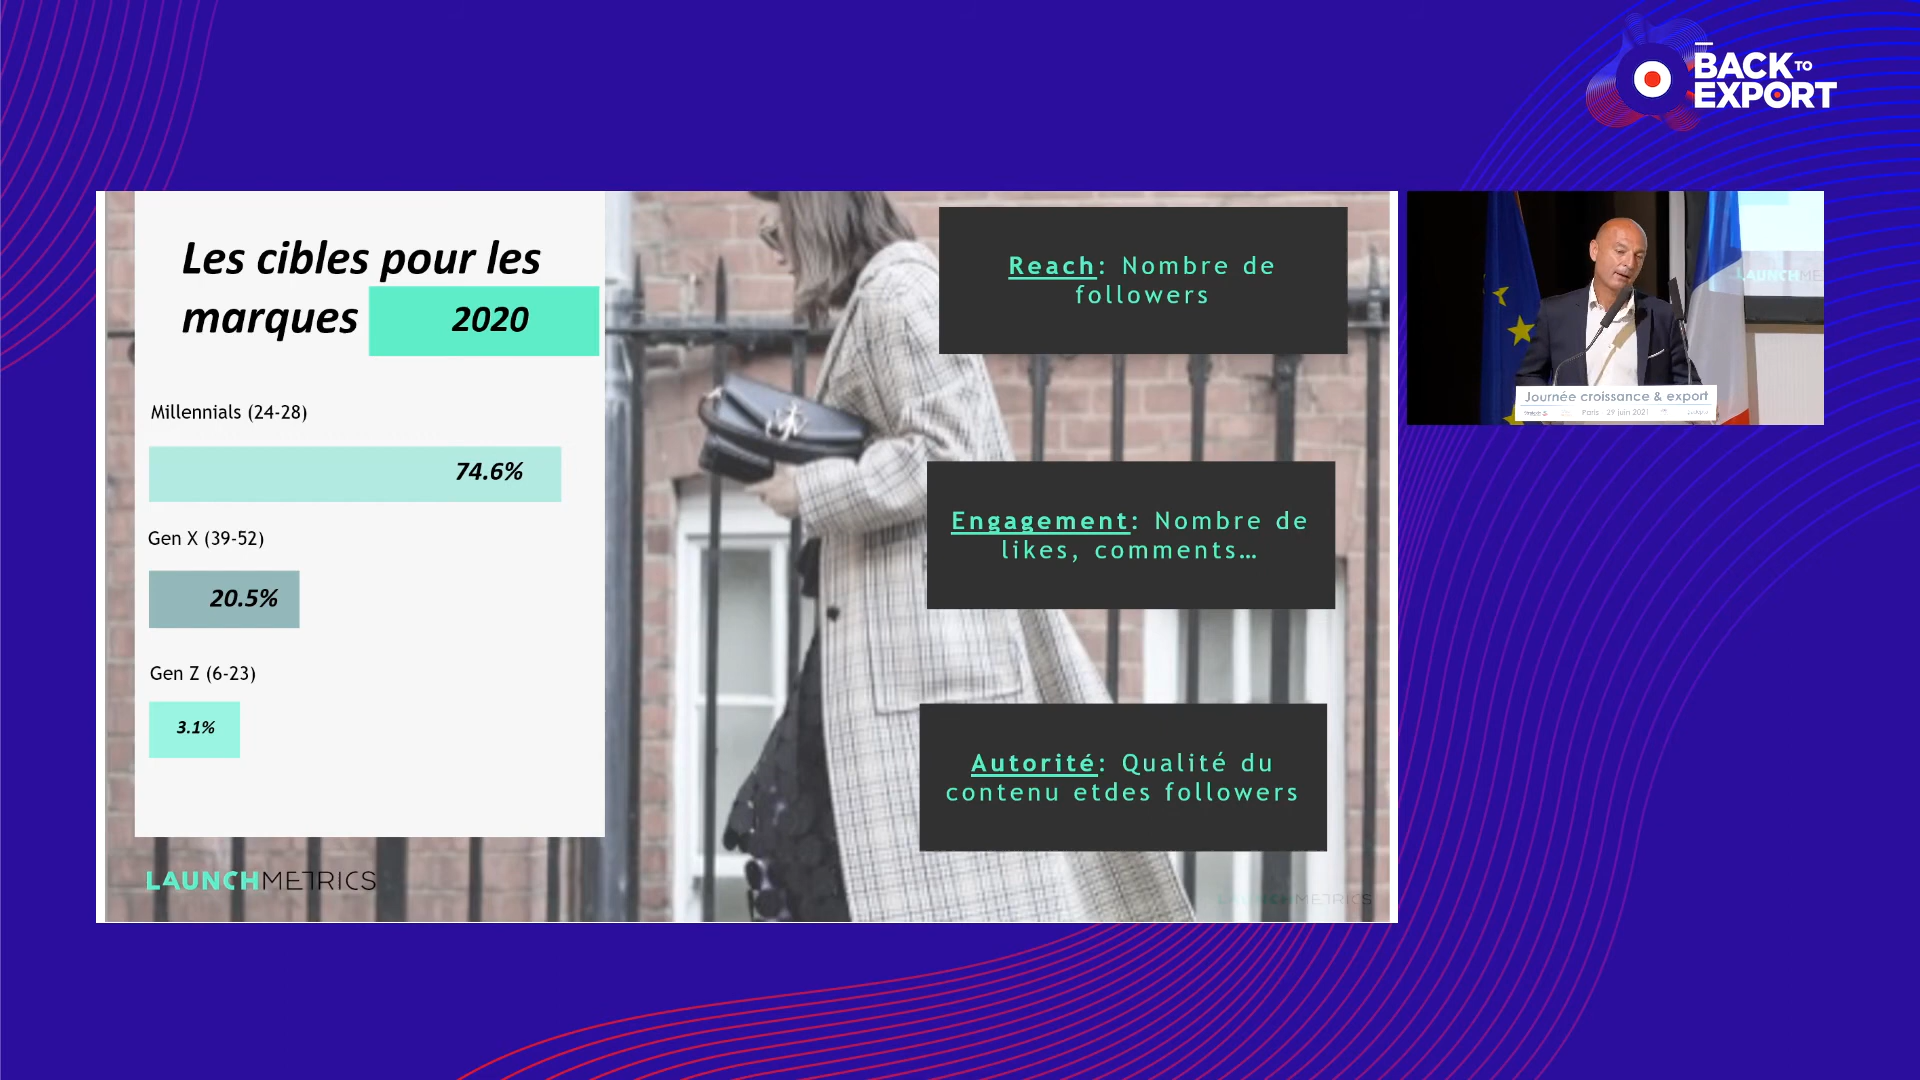 BACK TO
EXPORT
Les cibles pour les
marques 2020
Millennials (24-28)
74.6%
Gen X (39-52)
20.5%
Gen Z (6-23)
3.1%
LAUNCHMETRICS
Reach: Nombre de
followers
Engagement: Nombre de
likes, comments…
Autorité: Qualité du
contenu etdes followers
LAUNCHMETRICS
LAUNCHME
Journée croissance & export
Paris 29 juin 2021